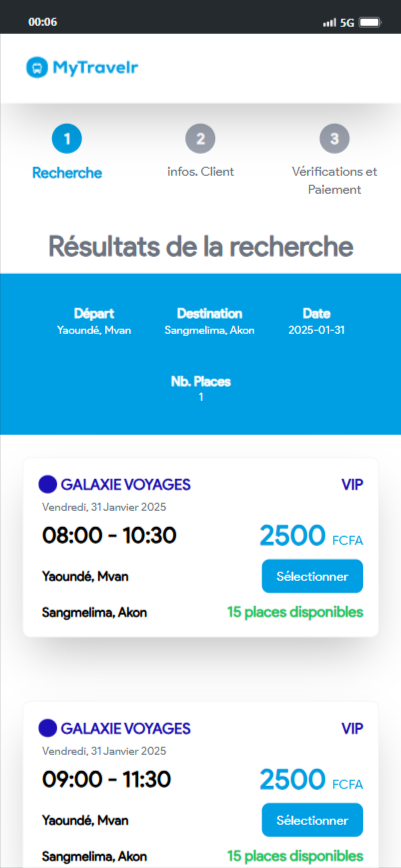 00:06
5G
MyTravelr
1
2
3
Recherche
infos. Client
Vérifications et
Paiement
Résultats de la recherche
Départ
Destination
Date
Yaoundé, Mvan
Sangmelima, Akon
2025-01-31
Nb. Places
1
GALAXIE VOYAGES
VIP
Vendredi, 31 Janvier 2025
08:00 - 10:30
2500 FCFA
Yaoundé, Mvan
Sélectionner
Sangmelima, Akon
15 places disponibles
GALAXIE VOYAGES
VIP
Vendredi, 31 Janvier 2025
09:00 - 11:30
2500 FCFA
Yaoundé, Mvan
Sélectionner
Sangmelima, Akon
15 places disponibles